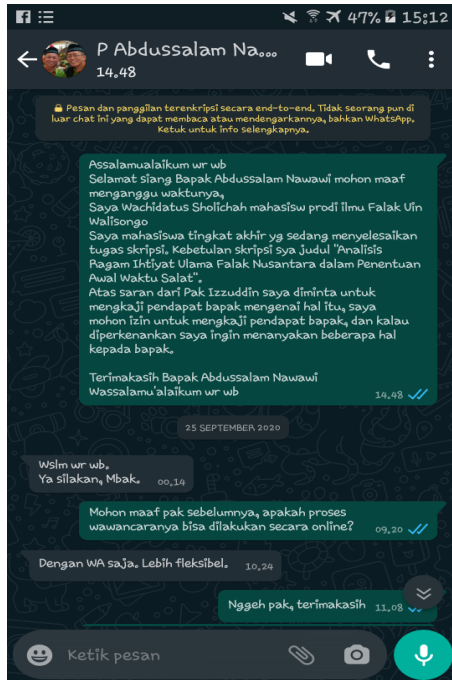 47% 15:12
P Abdussalam Na...
14.48
Pesan dan panggilan terenkripsi secara end-to-end. Tidak seorang pun di
luar chat ini yang dapat membaca atau mendengarkannya, bahkan WhatsApp.
Ketuk untuk info selengkapnya.
Assalamualaikum wr wb
Selamat siang Bapak Abdussalam Nawawi mohon maaf
menganggu waktunya,
Saya Wachidatus Sholichah mahasisw prodi ilmu Falak Uin
Walisongo
Saya mahasiswa tingkat akhir yg sedang menyelesaikan
tugas skripsi. Kebetulan skripsi sya judul "Analisis
Ragam Ihtiyat Ulama Falak Nusantara dalam Penentuan
Awal Waktu Salat".
Atas saran dari Pak Izzuddin saya diminta untuk
mengkaji pendapat bapak mengenai hal itu, saya
mohon izin untuk mengkaji pendapat bapak, dan kalau
diperkenankan saya ingin menanyakan beberapa hal
kepada bapak.
Terimakasih Bapak Abdussalam Nawawi
Wassalamu'alaikum wr wb
14.48
25 SEPTEMBER 2020
Wslm wr wb.
Ya silakan, Mbak. 00.14
Mohon maaf pak sebelumnya, apakah proses
wawancaranya bisa dilakukan secara online? 09.20
Dengan WA saja. Lebih fleksibel. 10.24
Nggeh pak, terimakasih 11.08
Ketik pesan